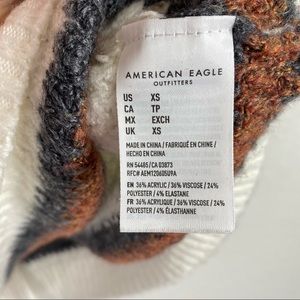 AMERICAN EAGLE
OUTFITTERS
US XS
CA TP
MX EXCH
UK XS
MADE IN CHINA / FABRIQUÉ EN CHINE /
HECHO EN CHINA
RN 54485/CA 03873
RFC# AEM120605U9A
EN 36% ACRYLIC / 36% VISCOSE / 24%
POLYESTER / 4% ELASTANE
FR 36% ACRYLIQUE / 36% VISCOSE / 24%
POLYESTER / 4% ÉLASTHANNE